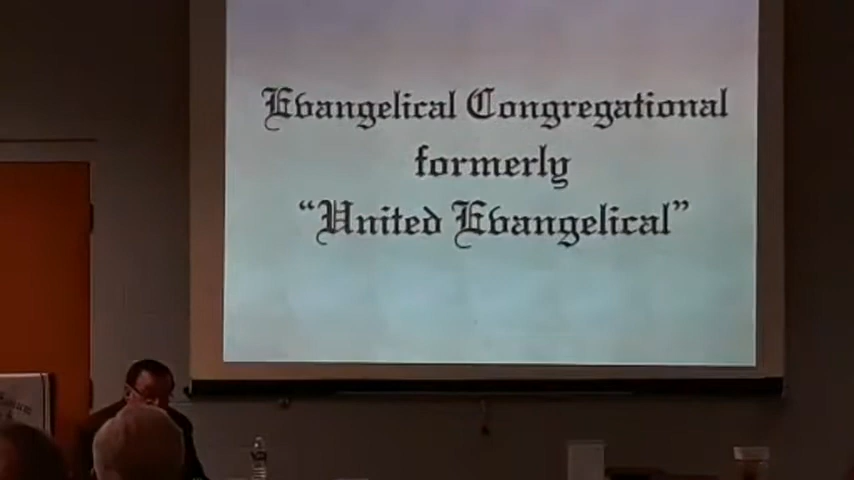 Evangelical Congregational
formerly
“United Evangelical”